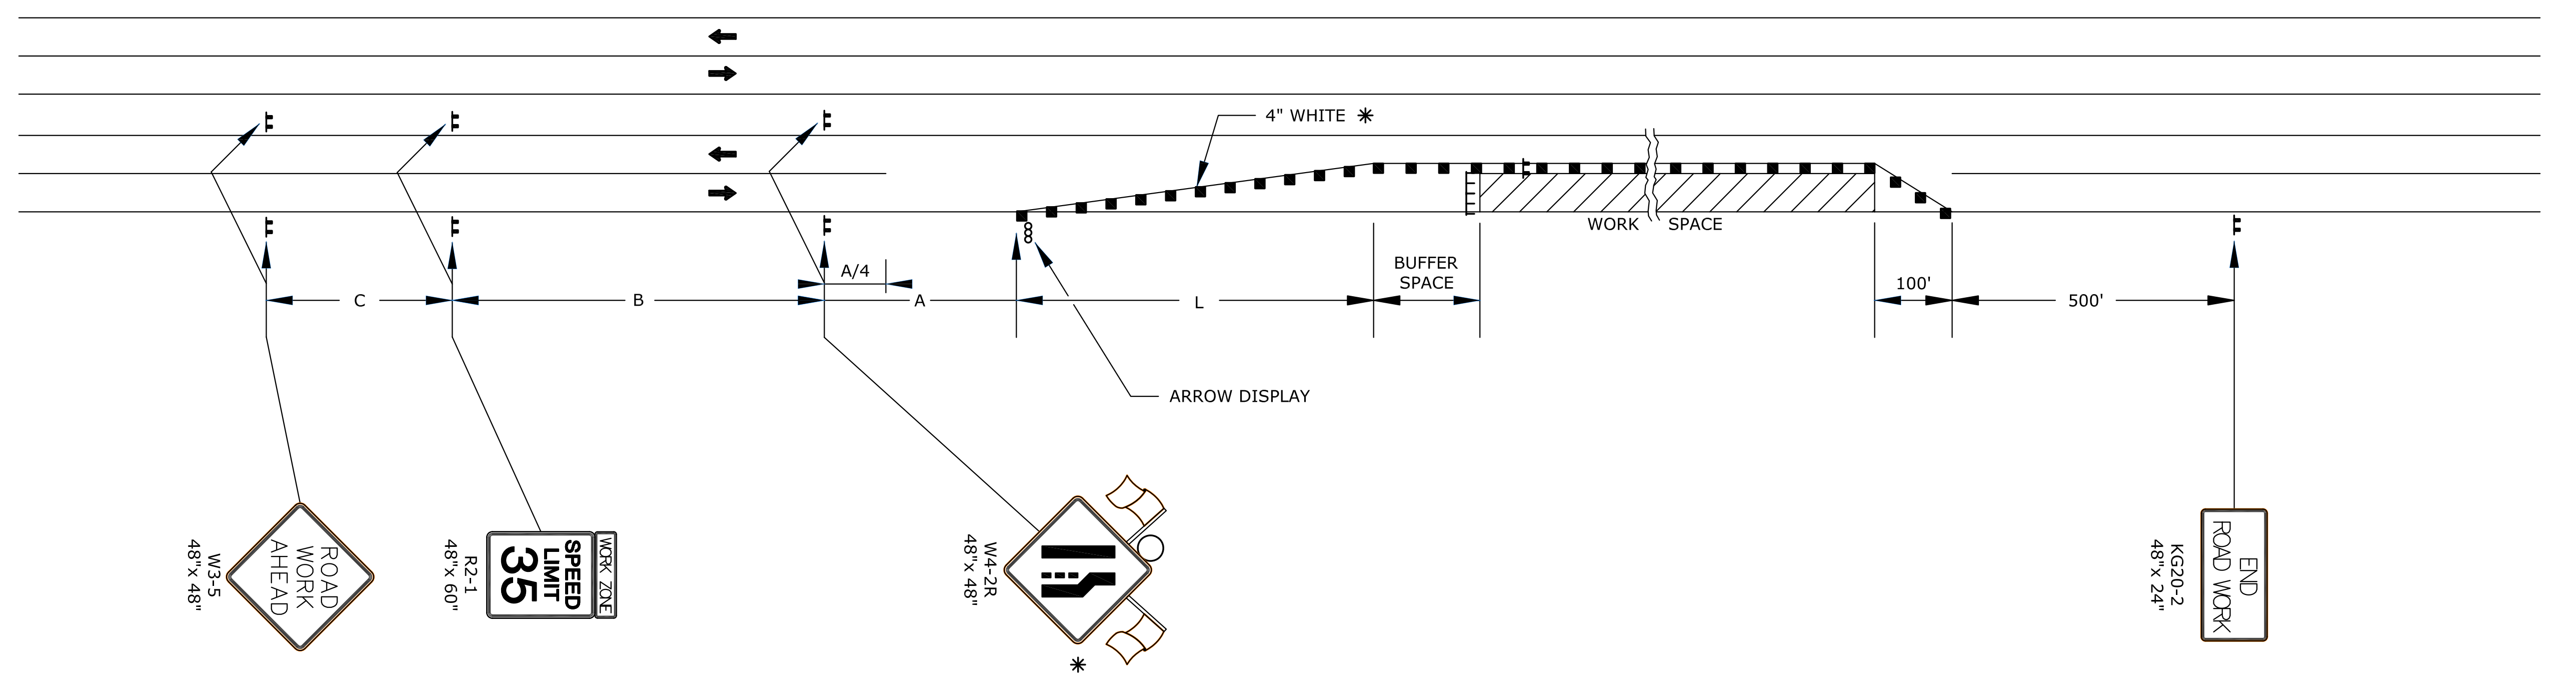 4" WHITE *
A/4
C
B
A
L
BUFFER
SPACE
WORK SPACE
100'
500'
ARROW DISPLAY
ROAD
WORK
AHEAD
W3-5
48"x 48"
WORK ZONE
SPEED
LIMIT
35
R2-1
48"x 60"
W4-2R
48"x 48"
*
END
ROAD WORK
KG20-2
48"x 24"